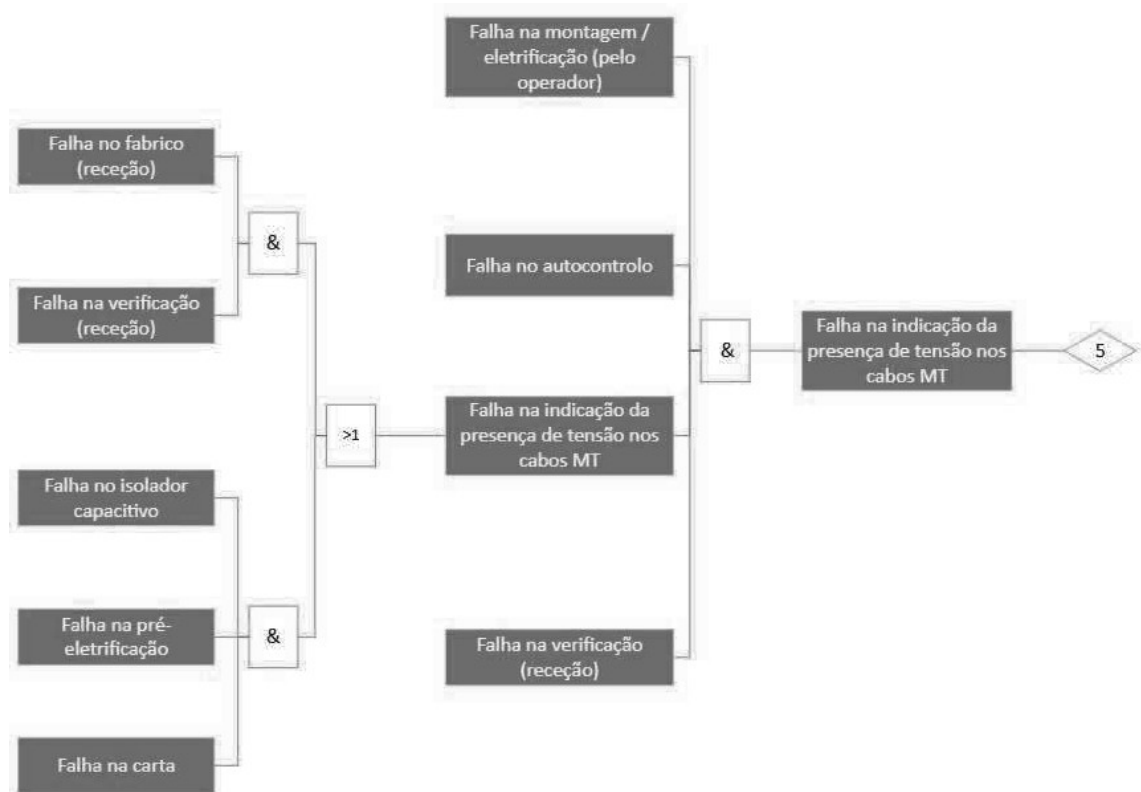 Falha na montagem /
eletrificação (pelo
operador)
Falha no fabrico
(receção)
&
Falha na verificação
(receção)
Falha no autocontrolo
&
Falha na indicação da
presença de tensão nos
cabos MT
5
>1
Falha na indicação da
presença de tensão nos
cabos MT
Falha no isolador
capacitivo
Falha na pré-
eletrificação
&
Falha na verificação
(receção)
Falha na carta